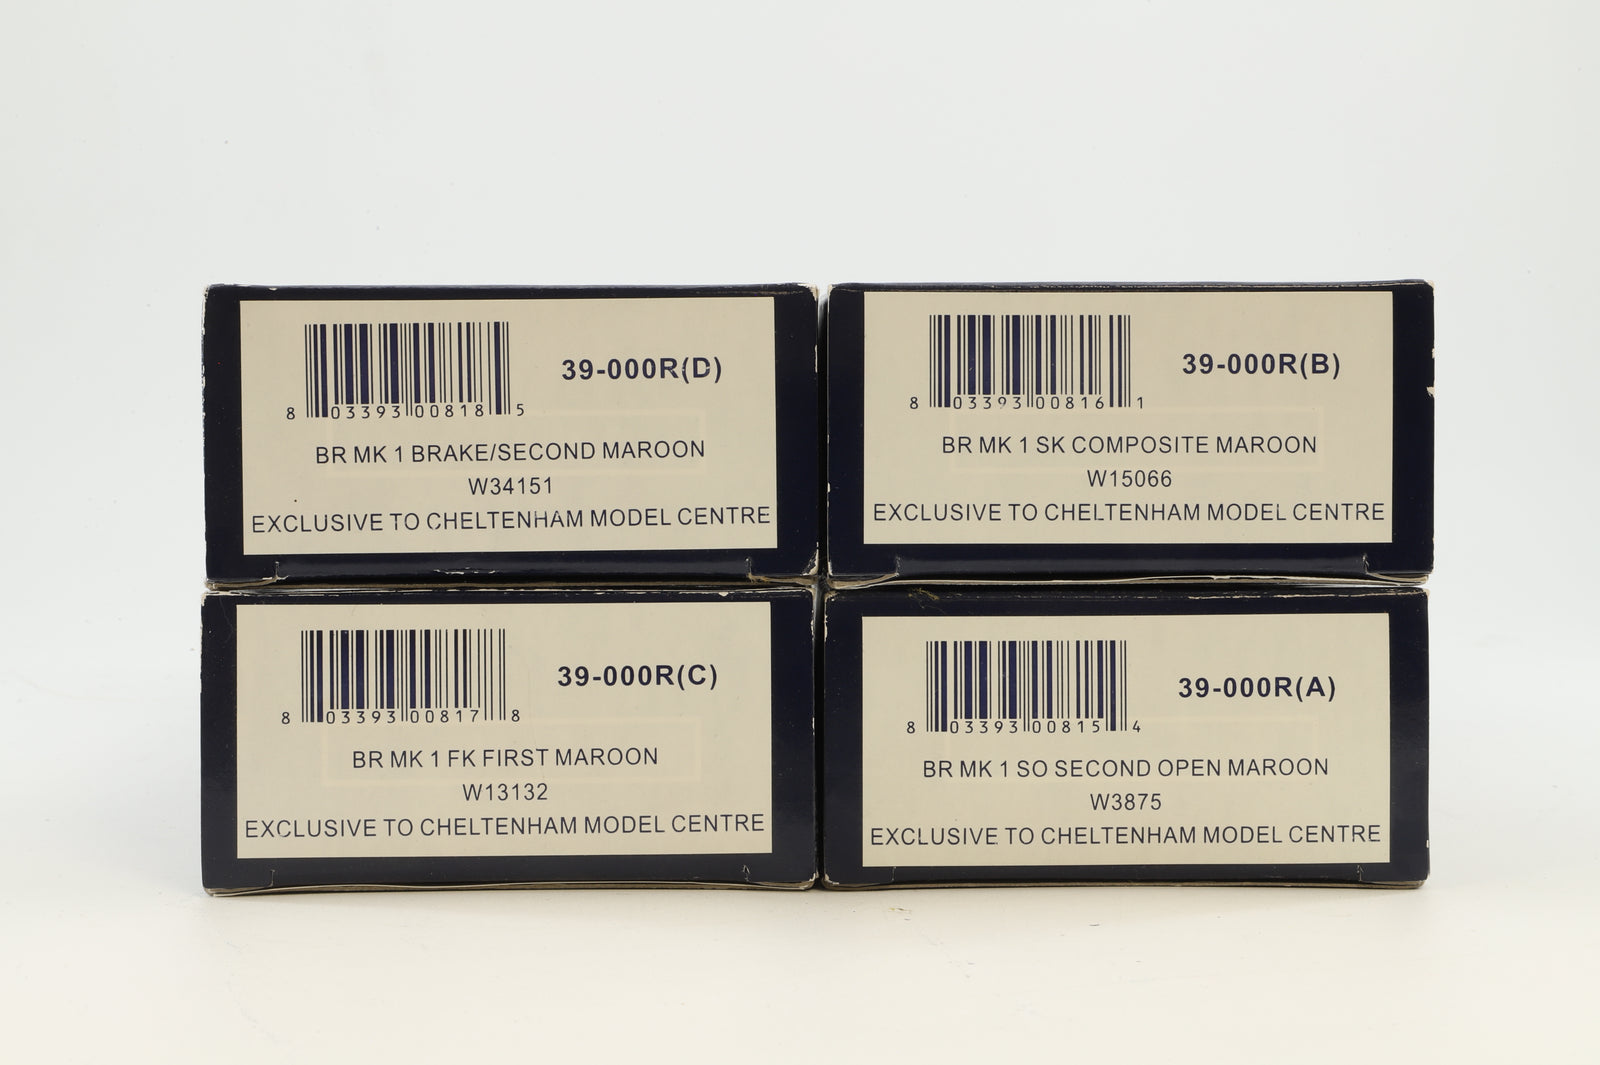 39-000R(D)
8 03393 00818 5
BR MK 1 BRAKE/SECOND MAROON
W34151
EXCLUSIVE TO CHELTENHAM MODEL CENTRE
39-000R(B)
8 03393 00816 1
BR MK 1 SK COMPOSITE MAROON
W15066
EXCLUSIVE TO CHELTENHAM MODEL CENTRE
39-000R(C)
8 03393 00817 8
BR MK 1 FK FIRST MAROON
W13132
EXCLUSIVE TO CHELTENHAM MODEL CENTRE
39-000R(A)
8 03393 00815 4
BR MK 1 SO SECOND OPEN MAROON
W3875
EXCLUSIVE TO CHELTENHAM MODEL CENTRE